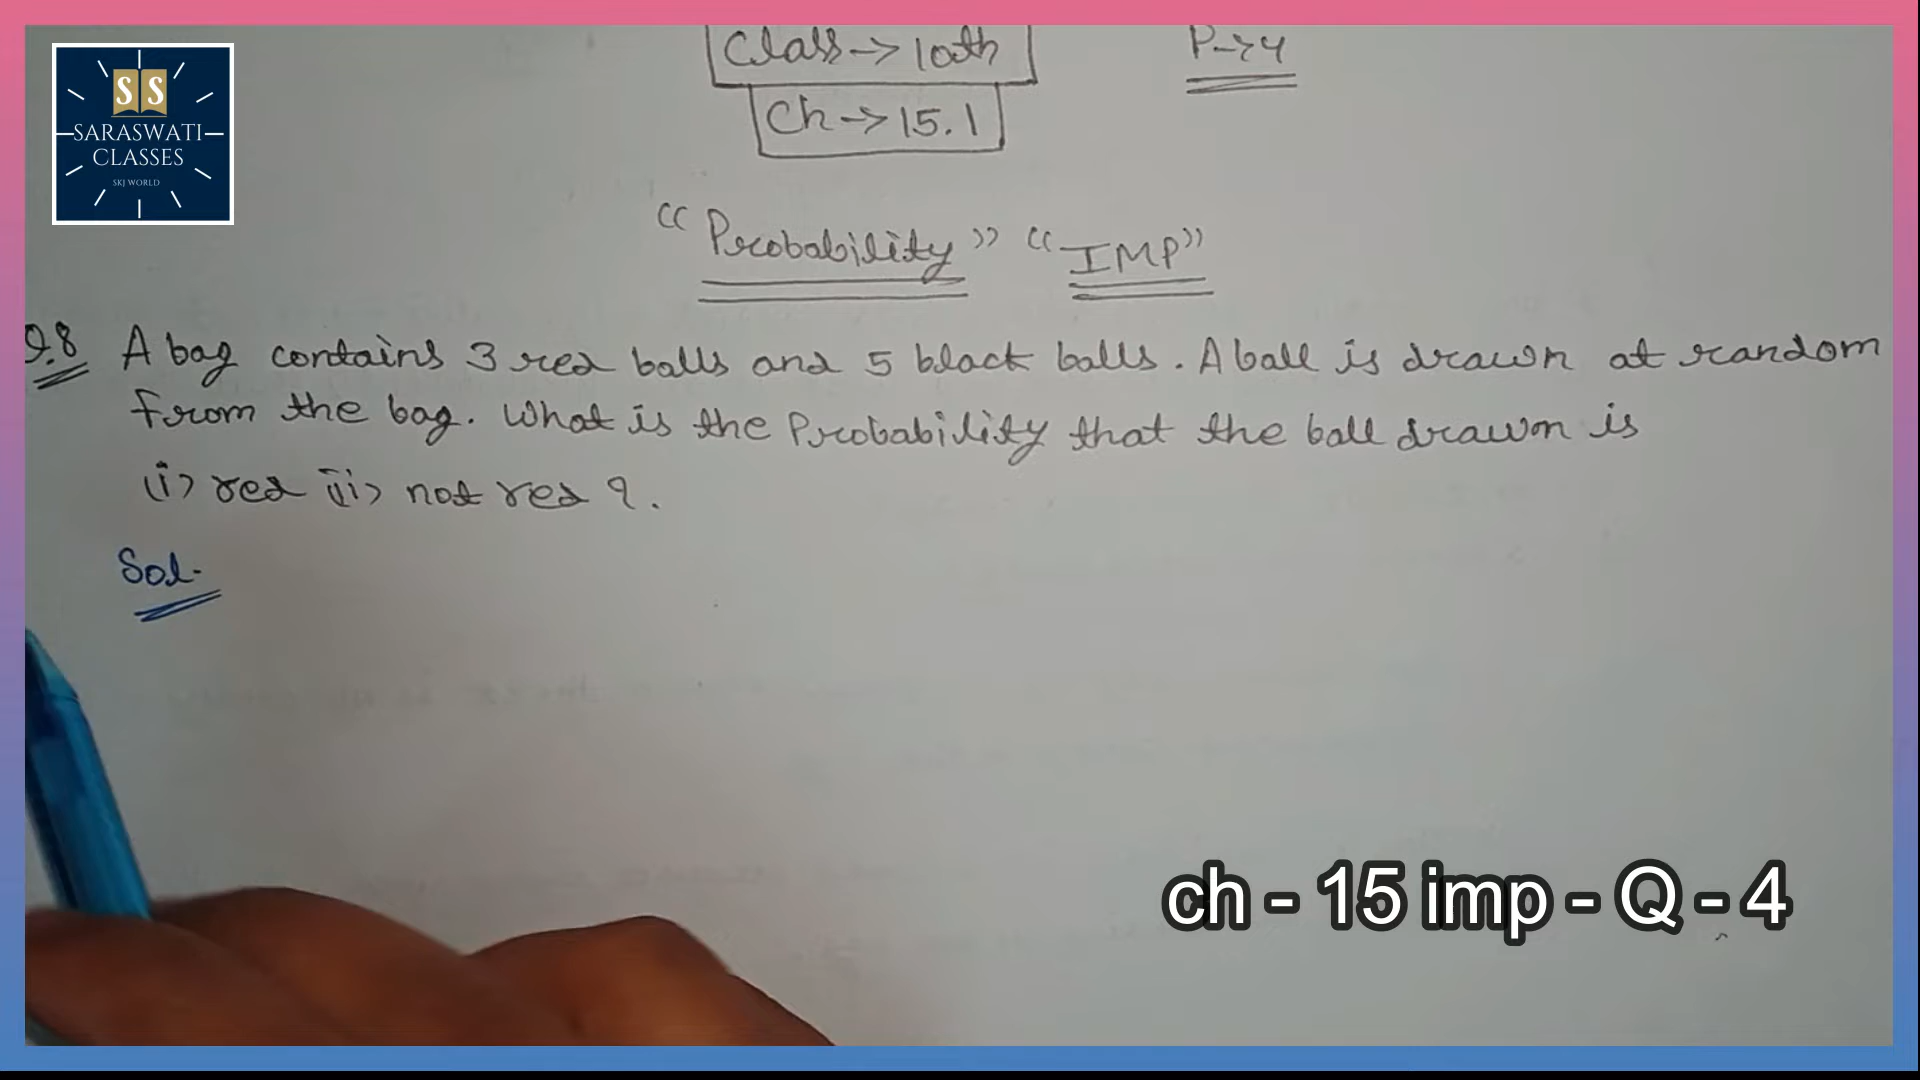 Class -> 10th
P -> 4
SS
SARASWATI
CLASSES
SKJ WORLD
Ch -> 15.1
"Probability" "IMP"
Q.8 A bag contains 3 red balls and 5 black balls. A ball is drawn at random
from the bag. What is the Probability that the ball drawn is
(i) red (ii) not red ?.
Sol.
ch - 15 imp - Q - 4